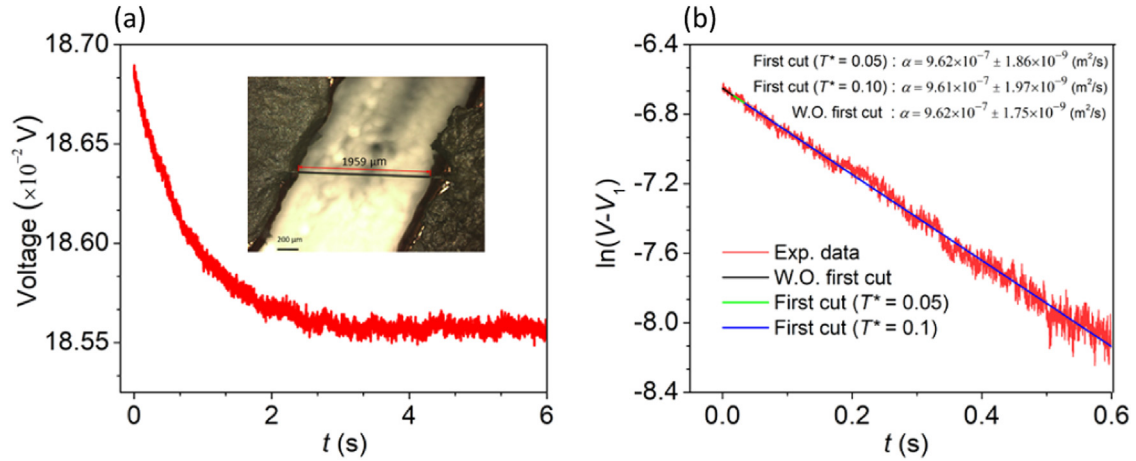 (a)
18.70
18.65
18.60
18.55
Voltage (×10⁻² V)
1959 μm
200 μm
0 2 4 6
t (s)
(b)
-6.4
-6.8
-7.2
-7.6
-8.0
-8.4
ln(V-V₁)
First cut (T* = 0.05) : α = 9.62×10⁻⁷ ± 1.86×10⁻⁹ (m²/s)
First cut (T* = 0.10) : α = 9.61×10⁻⁷ ± 1.97×10⁻⁹ (m²/s)
W.O. first cut : α = 9.62×10⁻⁷ ± 1.75×10⁻⁹ (m²/s)
Exp. data
W.O. first cut
First cut (T* = 0.05)
First cut (T* = 0.1)
0.0 0.2 0.4 0.6
t (s)